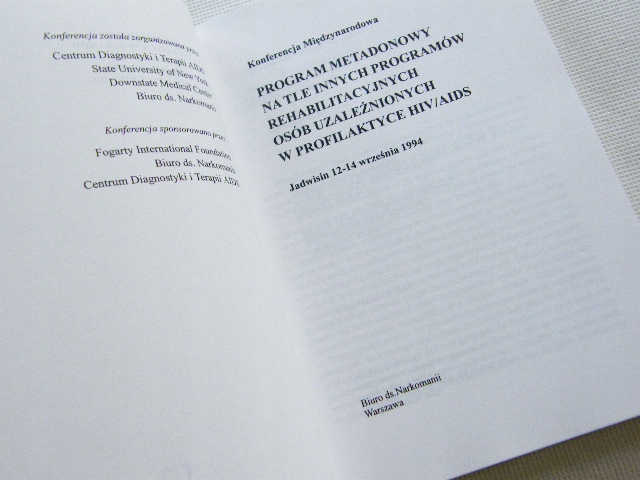 Konferencja została zorganizowana przez
Centrum Diagnostyki i Terapii AIDS
State University of New York
Downstate Medical Center
Biuro ds. Narkomanii
Konferencja sponsorowana przez
Fogarty International Foundation
Biuro ds. Narkomanii
Centrum Diagnostyki i Terapii AIDS
Konferencja Międzynarodowa
PROGRAM METADONOWY
NA TLE INNYCH PROGRAMÓW
REHABILITACYJNYCH
OSÓB UZALEŻNIONYCH
W PROFILAKTYCE HIV/AIDS
Jadwisin 12-14 września 1994
Biuro ds.Narkomanii
Warszawa